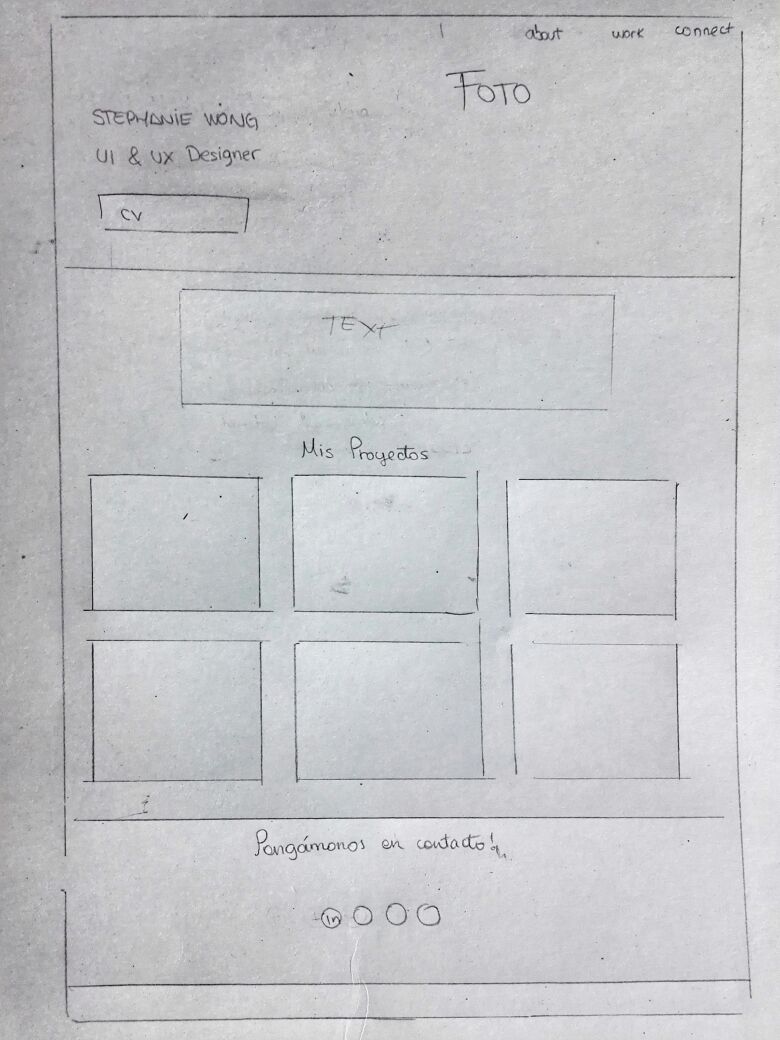 about work connect
FOTO
STEPHANIE WONG
UI & UX Designer
CV
TEXT
Mis Proyectos
Pongámonos en contacto!
in